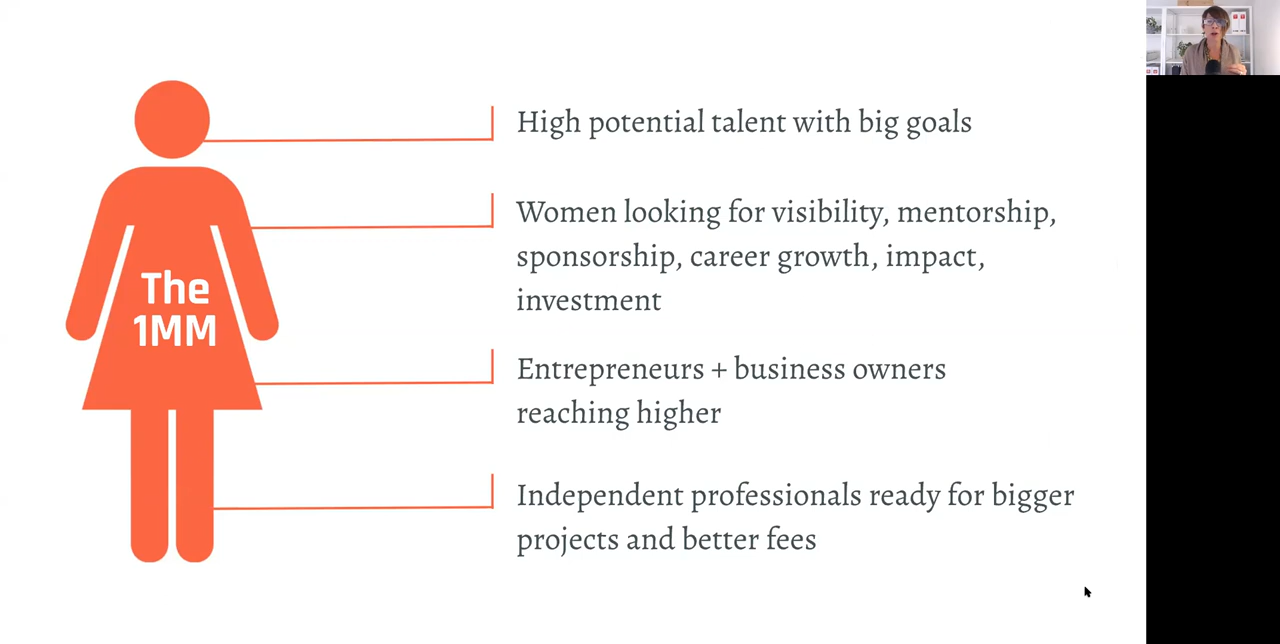 High potential talent with big goals
Women looking for visibility, mentorship,
sponsorship, career growth, impact,
investment
The
1MM
Entrepreneurs + business owners
reaching higher
Independent professionals ready for bigger
projects and better fees